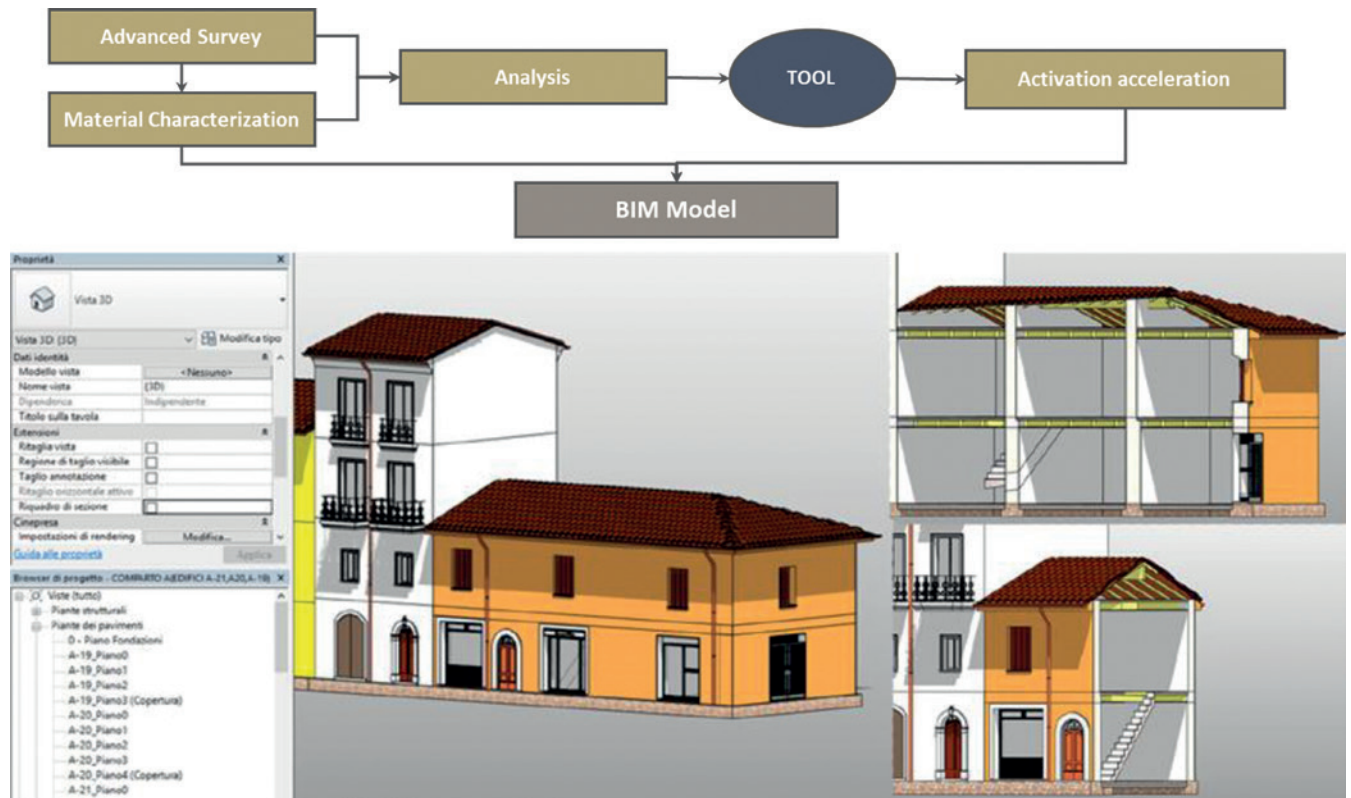 Advanced Survey
Material Characterization
Analysis
TOOL
Activation acceleration
BIM Model
Proprietà X
Vista 3D
Vista 3D: (3D) Modifica tipo
Dati identità
Modello vista <Nessuno>
Nome vista (3D)
Dipendenza Indipendente
Titolo sulla tavola
Estensioni
Ritaglia vista
Regione di taglio visibile
Taglio annotazione
Ritaglio orizzontale attivo
Riquadro di sezione
Cinepresa
Impostazioni di rendering Modifica...
Guida alle proprietà Applica
Browser di progetto - COMPARTO A(EDIFICI A-21,A20,A-19) X
Viste (tutto)
Piante strutturali
Piante dei pavimenti
0 - Piano Fondazioni
A-19_Piano0
A-19_Piano1
A-19_Piano2
A-19_Piano3 (Copertura)
A-20_Piano0
A-20_Piano1
A-20_Piano2
A-20_Piano3
A-20_Piano4 (Copertura)
A-21_Piano0